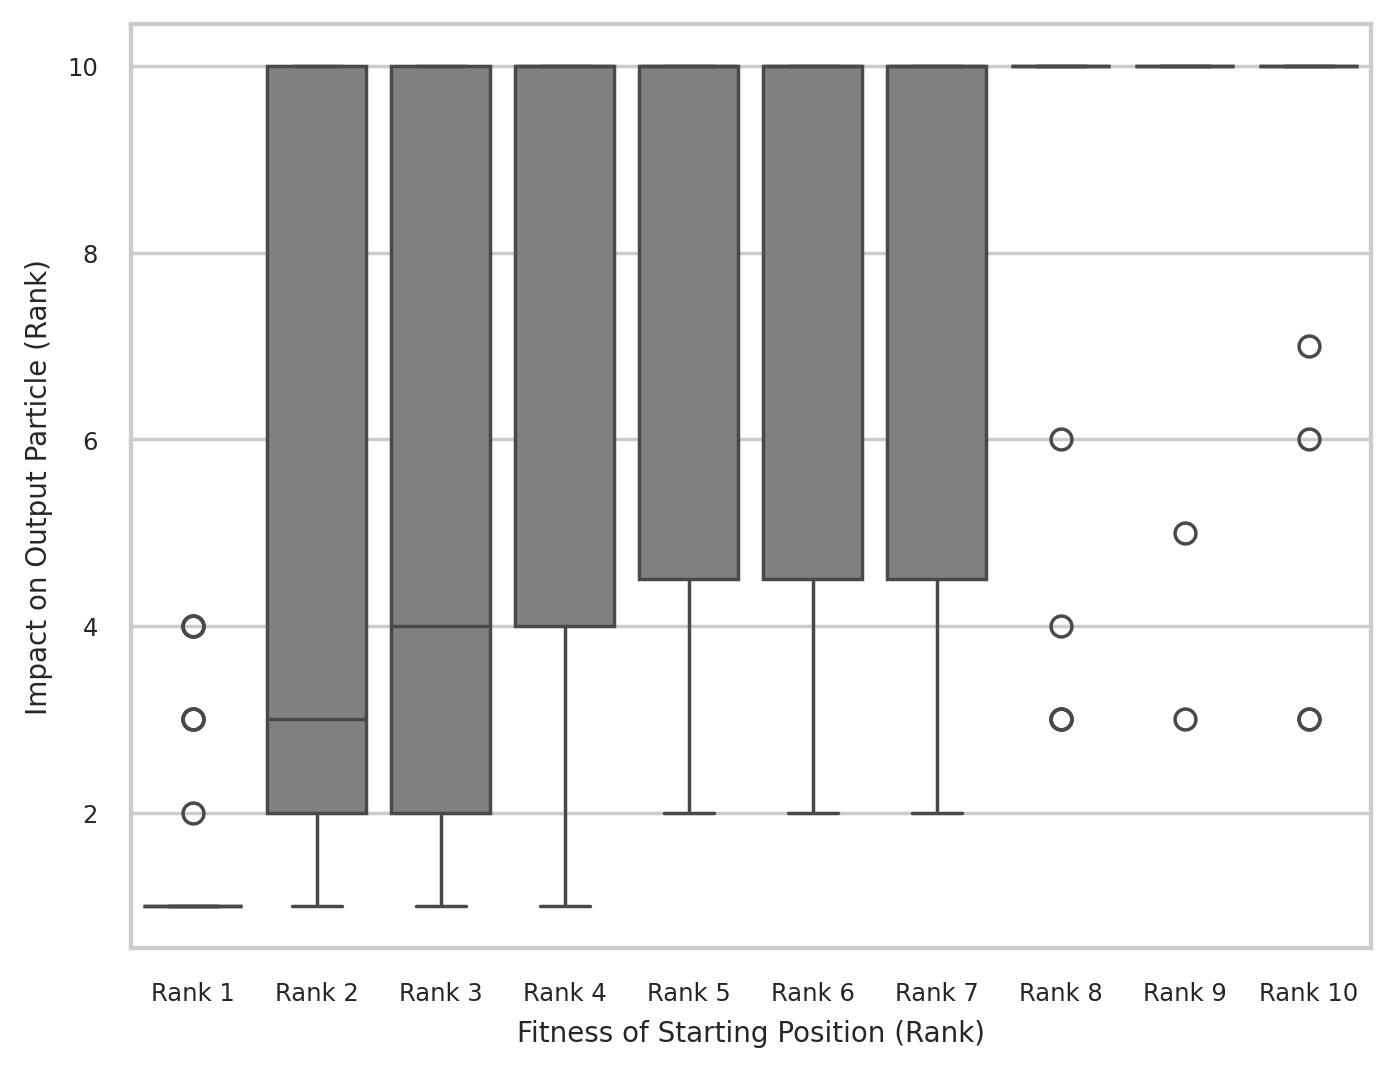 Impact on Output Particle (Rank)
10
8
6
4
2
Rank 1 Rank 2 Rank 3 Rank 4 Rank 5 Rank 6 Rank 7 Rank 8 Rank 9 Rank 10
Fitness of Starting Position (Rank)